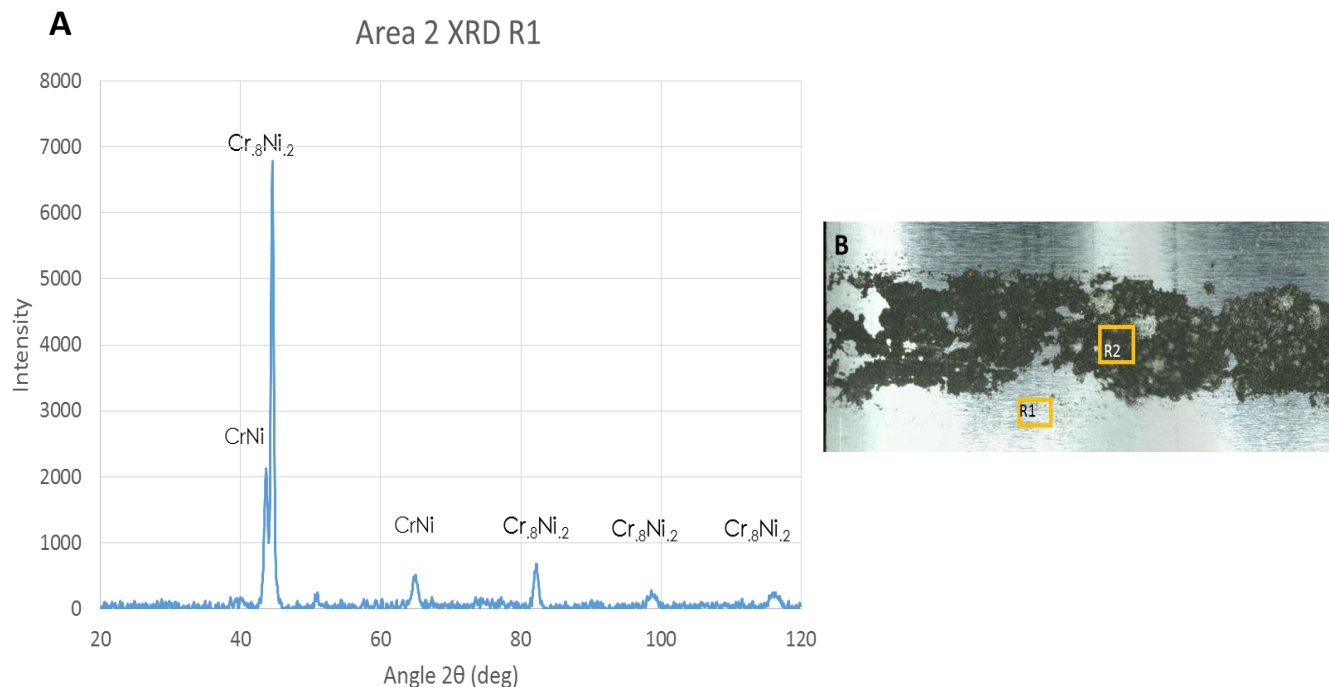 A
Area 2 XRD R1
8000
7000
6000
5000
4000
3000
2000
1000
0
Intensity
Cr.8Ni.2
CrNi
CrNi
Cr.8Ni.2
Cr.8Ni.2
Cr.8Ni.2
20 40 60 80 100 120
Angle 2θ (deg)
B
R2
R1